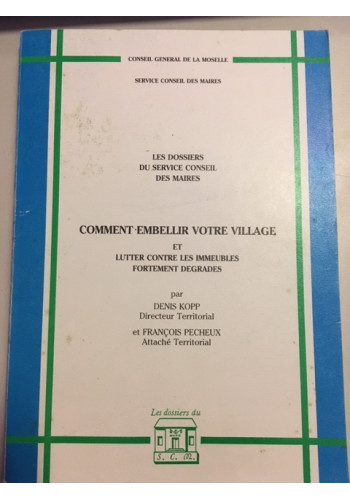 CONSEIL GENERAL DE LA MOSELLE
SERVICE CONSEIL DES MAIRES
LES DOSSIERS
DU SERVICE CONSEIL
DES MAIRES
COMMENT EMBELLIR VOTRE VILLAGE
ET
LUTTER CONTRE LES IMMEUBLES
FORTEMENT DEGRADES
par
DENIS KOPP
Directeur Territorial
et FRANÇOIS PECHEUX
Attaché Territorial
Les dossiers du
S. C. M.